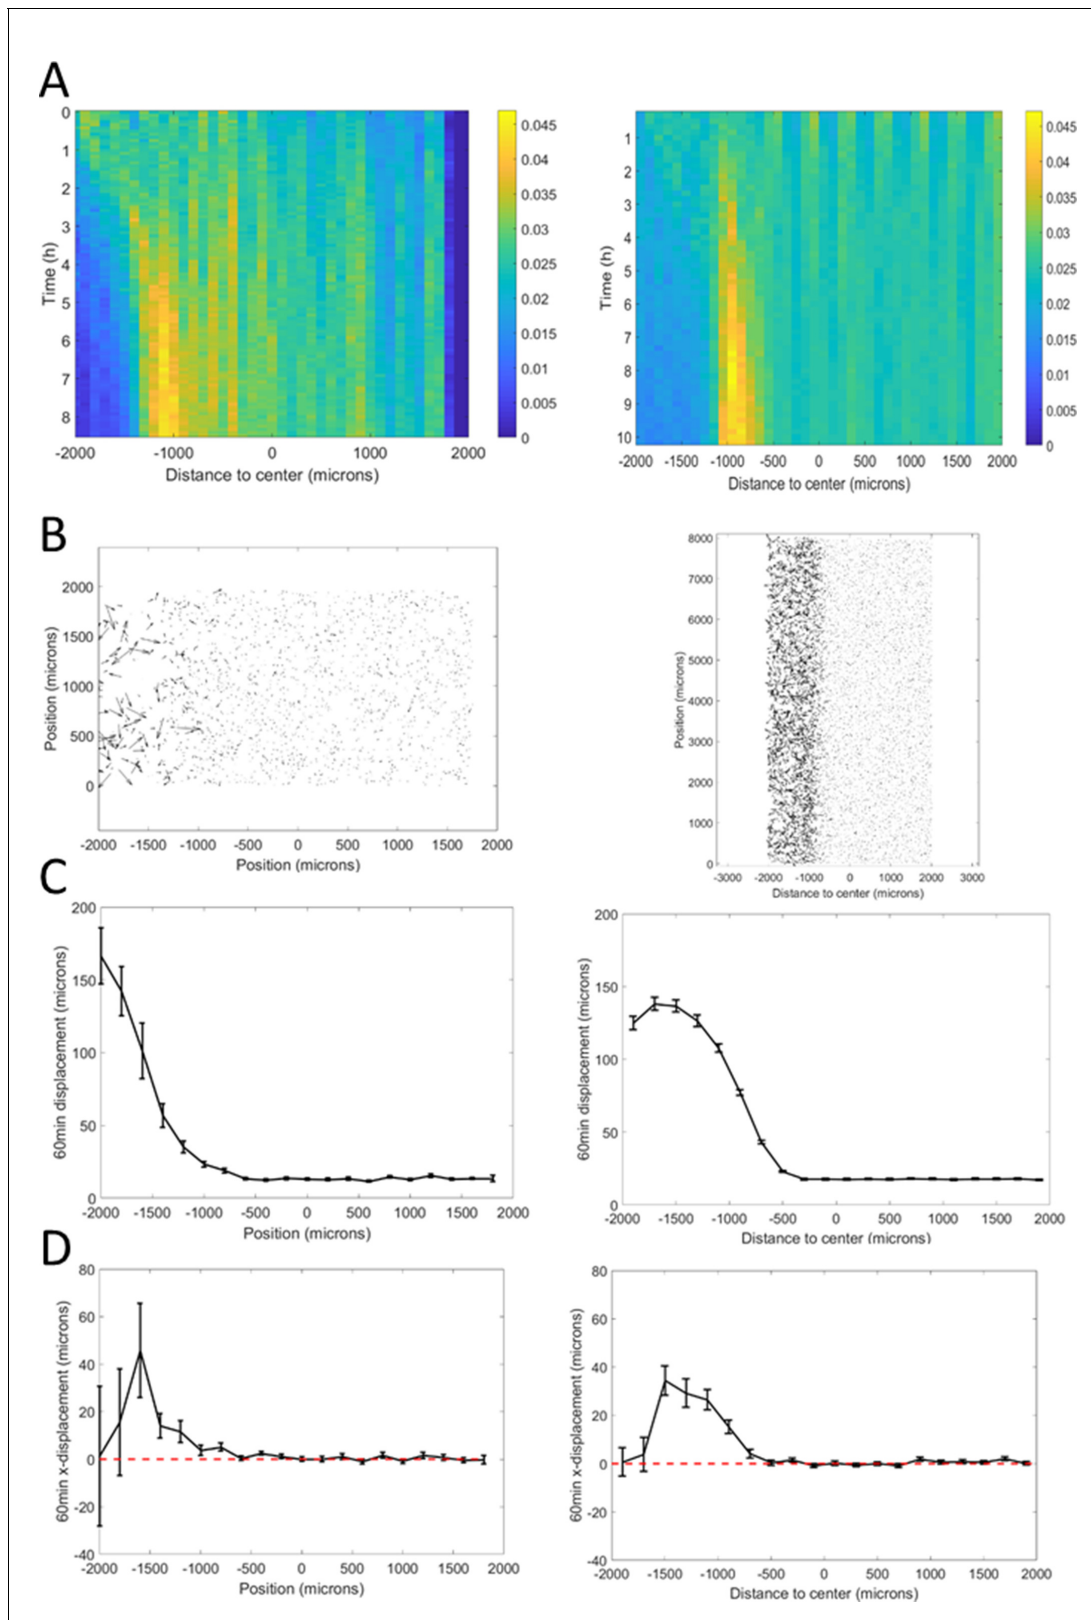 A
0
1
2
3
4
5
6
7
8
Time (h)
-2000 -1000 0 1000 2000
Distance to center (microns)
0.045
0.04
0.035
0.03
0.025
0.02
0.015
0.01
0.005
0
1
2
3
4
5
6
7
8
9
10
Time (h)
-2000 -1500 -1000 -500 0 500 1000 1500 2000
Distance to center (microns)
0.045
0.04
0.035
0.03
0.025
0.02
0.015
0.01
0.005
0
B
2000
1500
1000
500
0
Position (microns)
-2000 -1500 -1000 -500 0 500 1000 1500 2000
Position (microns)
8000
7000
6000
5000
4000
3000
2000
1000
0
Position (microns)
-3000 -2000 -1000 0 1000 2000 3000
Distance to center (microns)
C
200
150
100
50
0
60min displacement (microns)
-2000 -1500 -1000 -500 0 500 1000 1500 2000
Position (microns)
200
150
100
50
0
60min displacement (microns)
-2000 -1500 -1000 -500 0 500 1000 1500 2000
Distance to center (microns)
D
80
60
40
20
0
-20
-40
60min x-displacement (microns)
-2000 -1500 -1000 -500 0 500 1000 1500 2000
Position (microns)
80
60
40
20
0
-20
-40
60min x-displacement (microns)
-2000 -1500 -1000 -500 0 500 1000 1500 2000
Distance to center (microns)